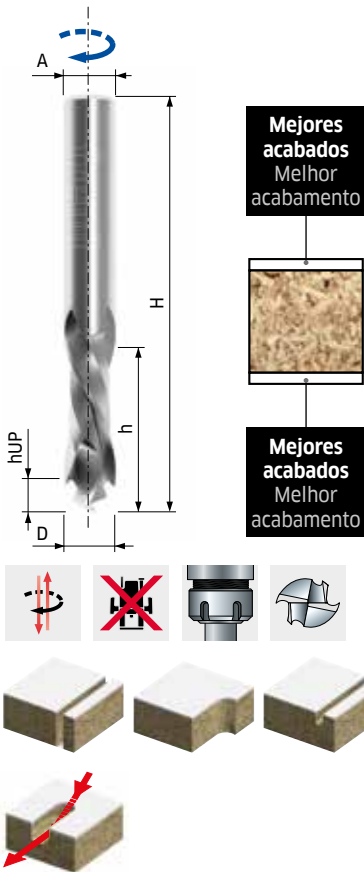 A
H
h
hUP
D
Mejores
acabados
Melhor
acabamento
Mejores
acabados
Melhor
acabamento